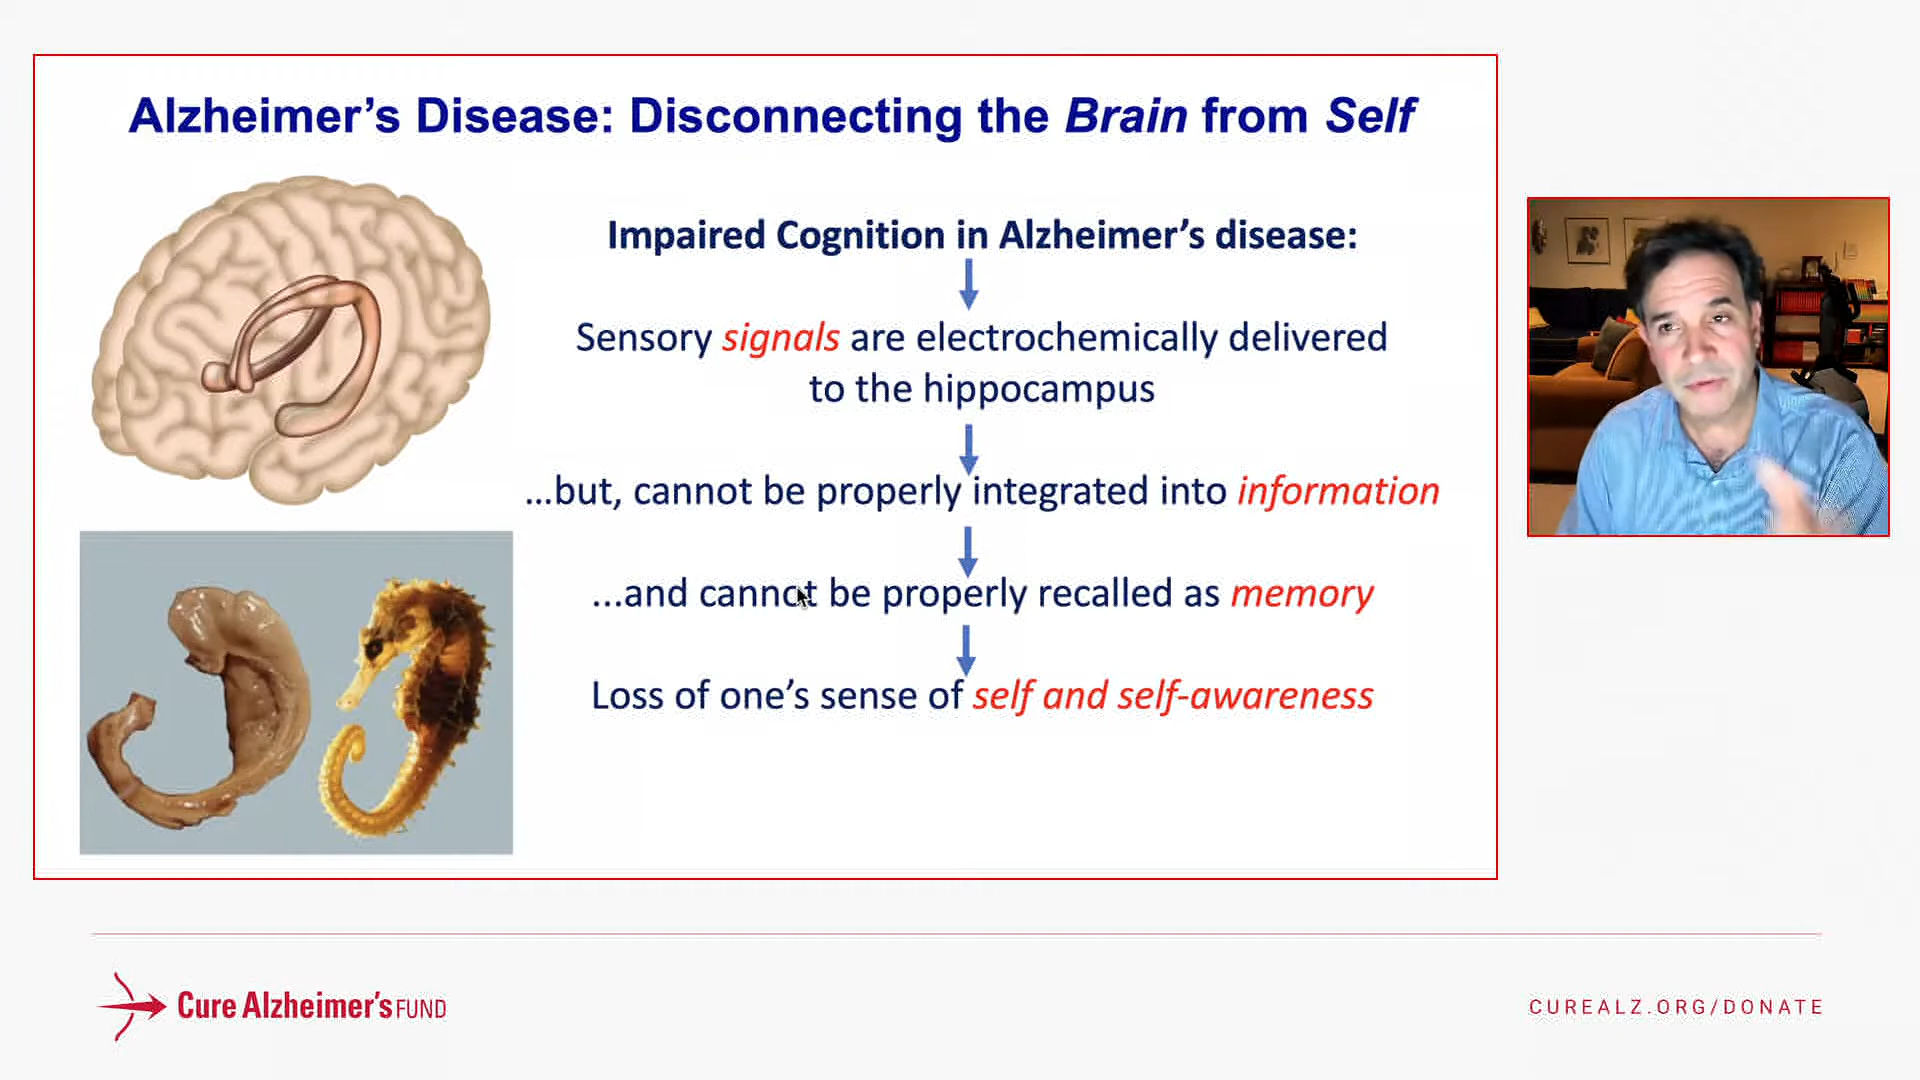 Alzheimer’s Disease: Disconnecting the Brain from Self
Impaired Cognition in Alzheimer’s disease:
Sensory signals are electrochemically delivered
to the hippocampus
...but, cannot be properly integrated into information
...and cannot be properly recalled as memory
Loss of one’s sense of self and self-awareness
Cure Alzheimer’s FUND
CUREALZ.ORG/DONATE